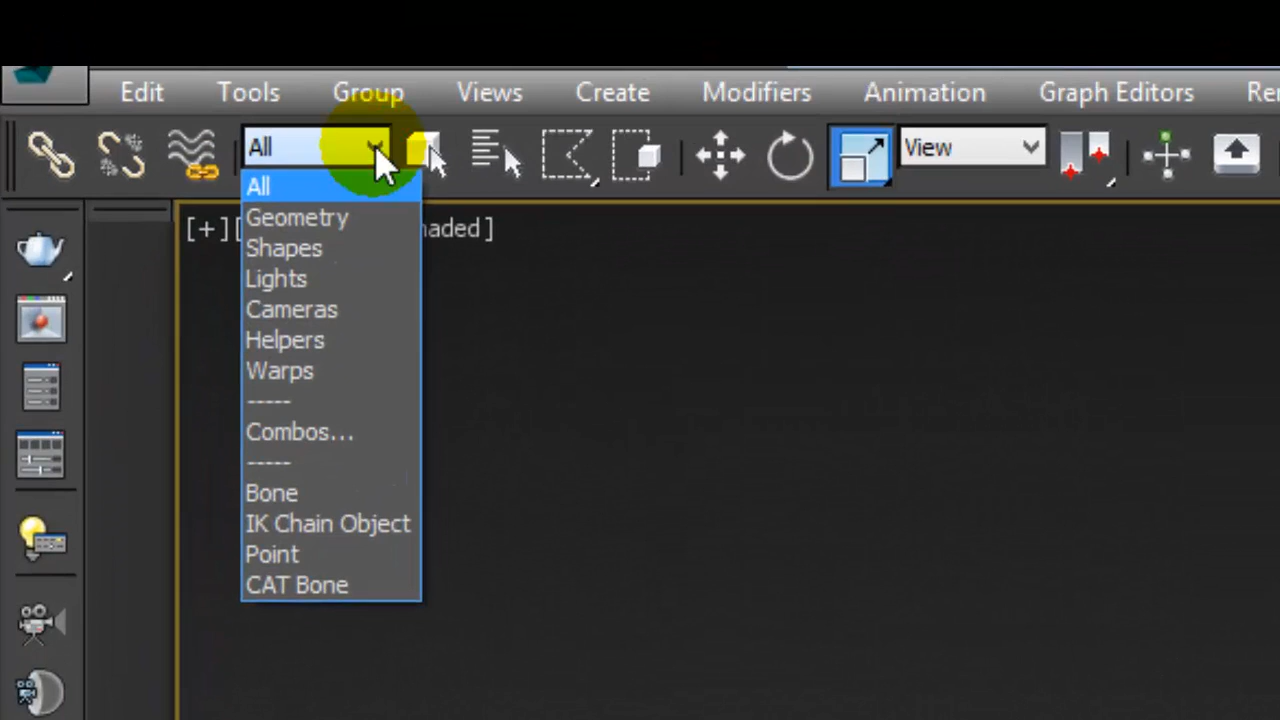 Edit Tools Group Views Create Modifiers Animation Graph Editors
All View
All
[+][ haded]
Geometry
Shapes
Lights
Cameras
Helpers
Warps
-----
Combos...
-----
Bone
IK Chain Object
Point
CAT Bone